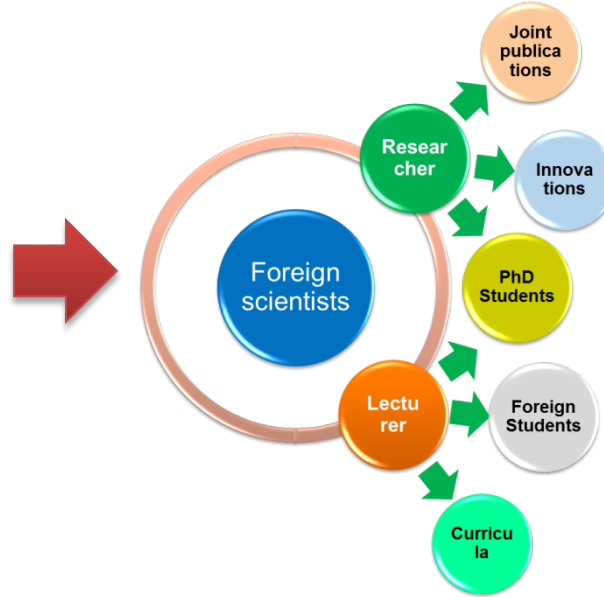 Joint
publica
tions
Resear
cher
Innova
tions
Foreign
scientists
PhD
Students
Lectu
rer
Foreign
Students
Curricu
la